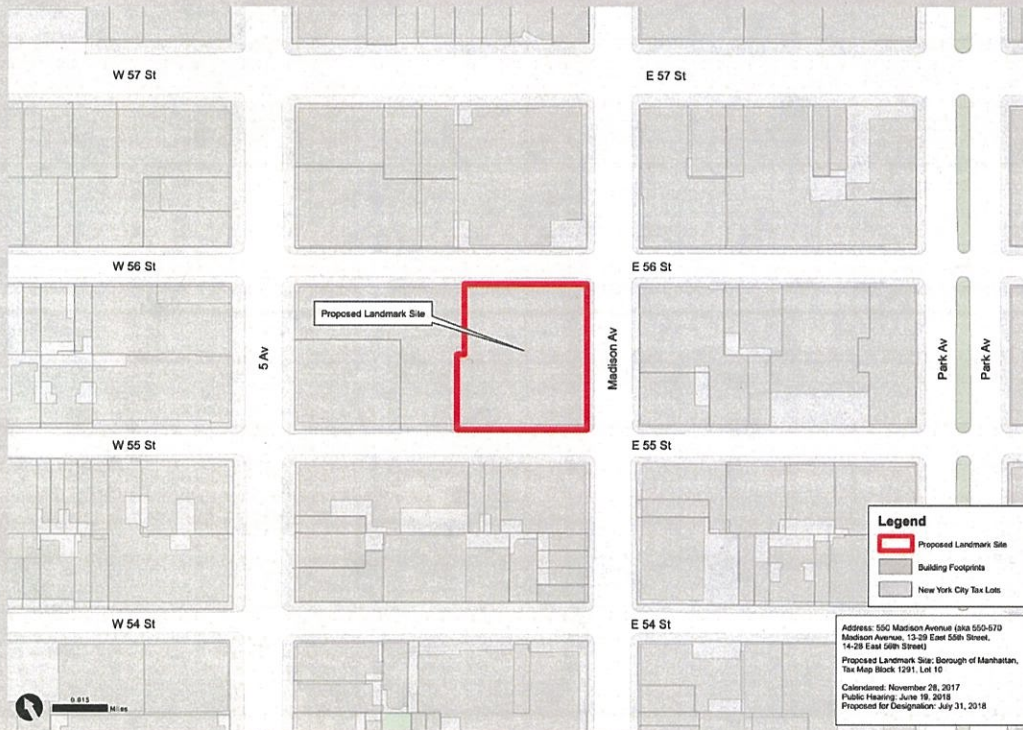 W 57 St
E 57 St
W 56 St
E 56 St
Proposed Landmark Site
5 Av
Madison Av
Park Av
Park Av
W 55 St
E 55 St
Legend
Proposed Landmark Site
Building Footprints
New York City Tax Lots
W 54 St
E 54 St
Address: 550 Madison Avenue (aka 550-570
Madison Avenue, 13-29 East 55th Street,
14-28 East 56th Street)
Proposed Landmark Site: Borough of Manhattan,
Tax Map Block 1291, Lot 10
Calendared: November 28, 2017
Public Hearing: June 19, 2018
Proposed for Designation: July 31, 2018
0.015
Miles